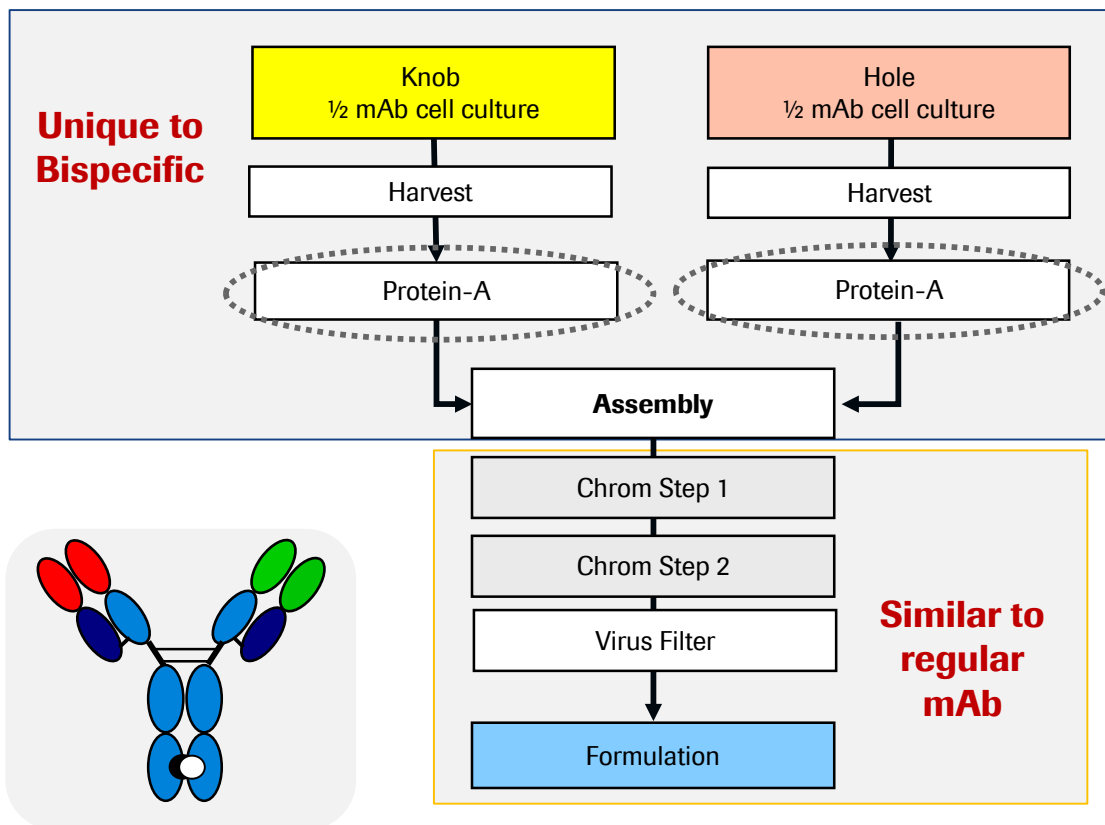 Unique to
Bispecific
Knob
½ mAb cell culture
Hole
½ mAb cell culture
Harvest
Harvest
Protein-A
Protein-A
Assembly
Chrom Step 1
Chrom Step 2
Virus Filter
Formulation
Similar to
regular
mAb